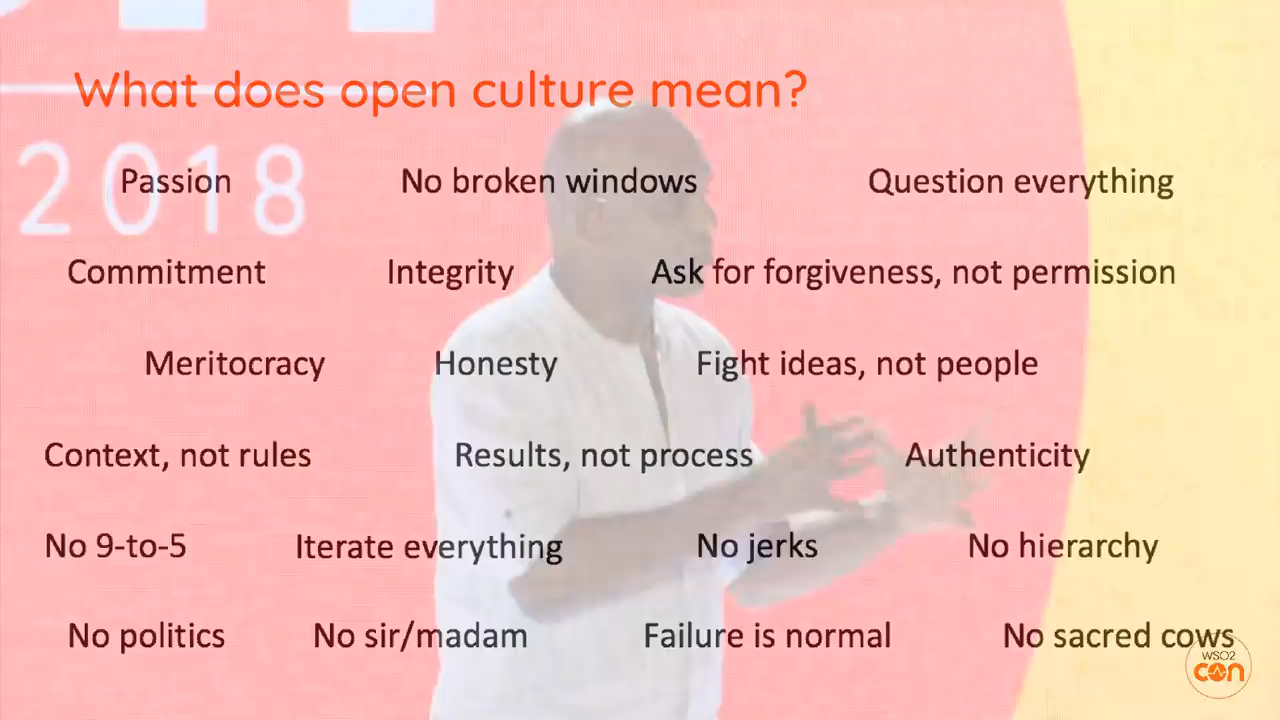 What does open culture mean?
2018
Passion No broken windows Question everything
Commitment Integrity Ask for forgiveness, not permission
Meritocracy Honesty Fight ideas, not people
Context, not rules Results, not process Authenticity
No 9-to-5 Iterate everything No jerks No hierarchy
No politics No sir/madam Failure is normal No sacred cows
WSO2
CON